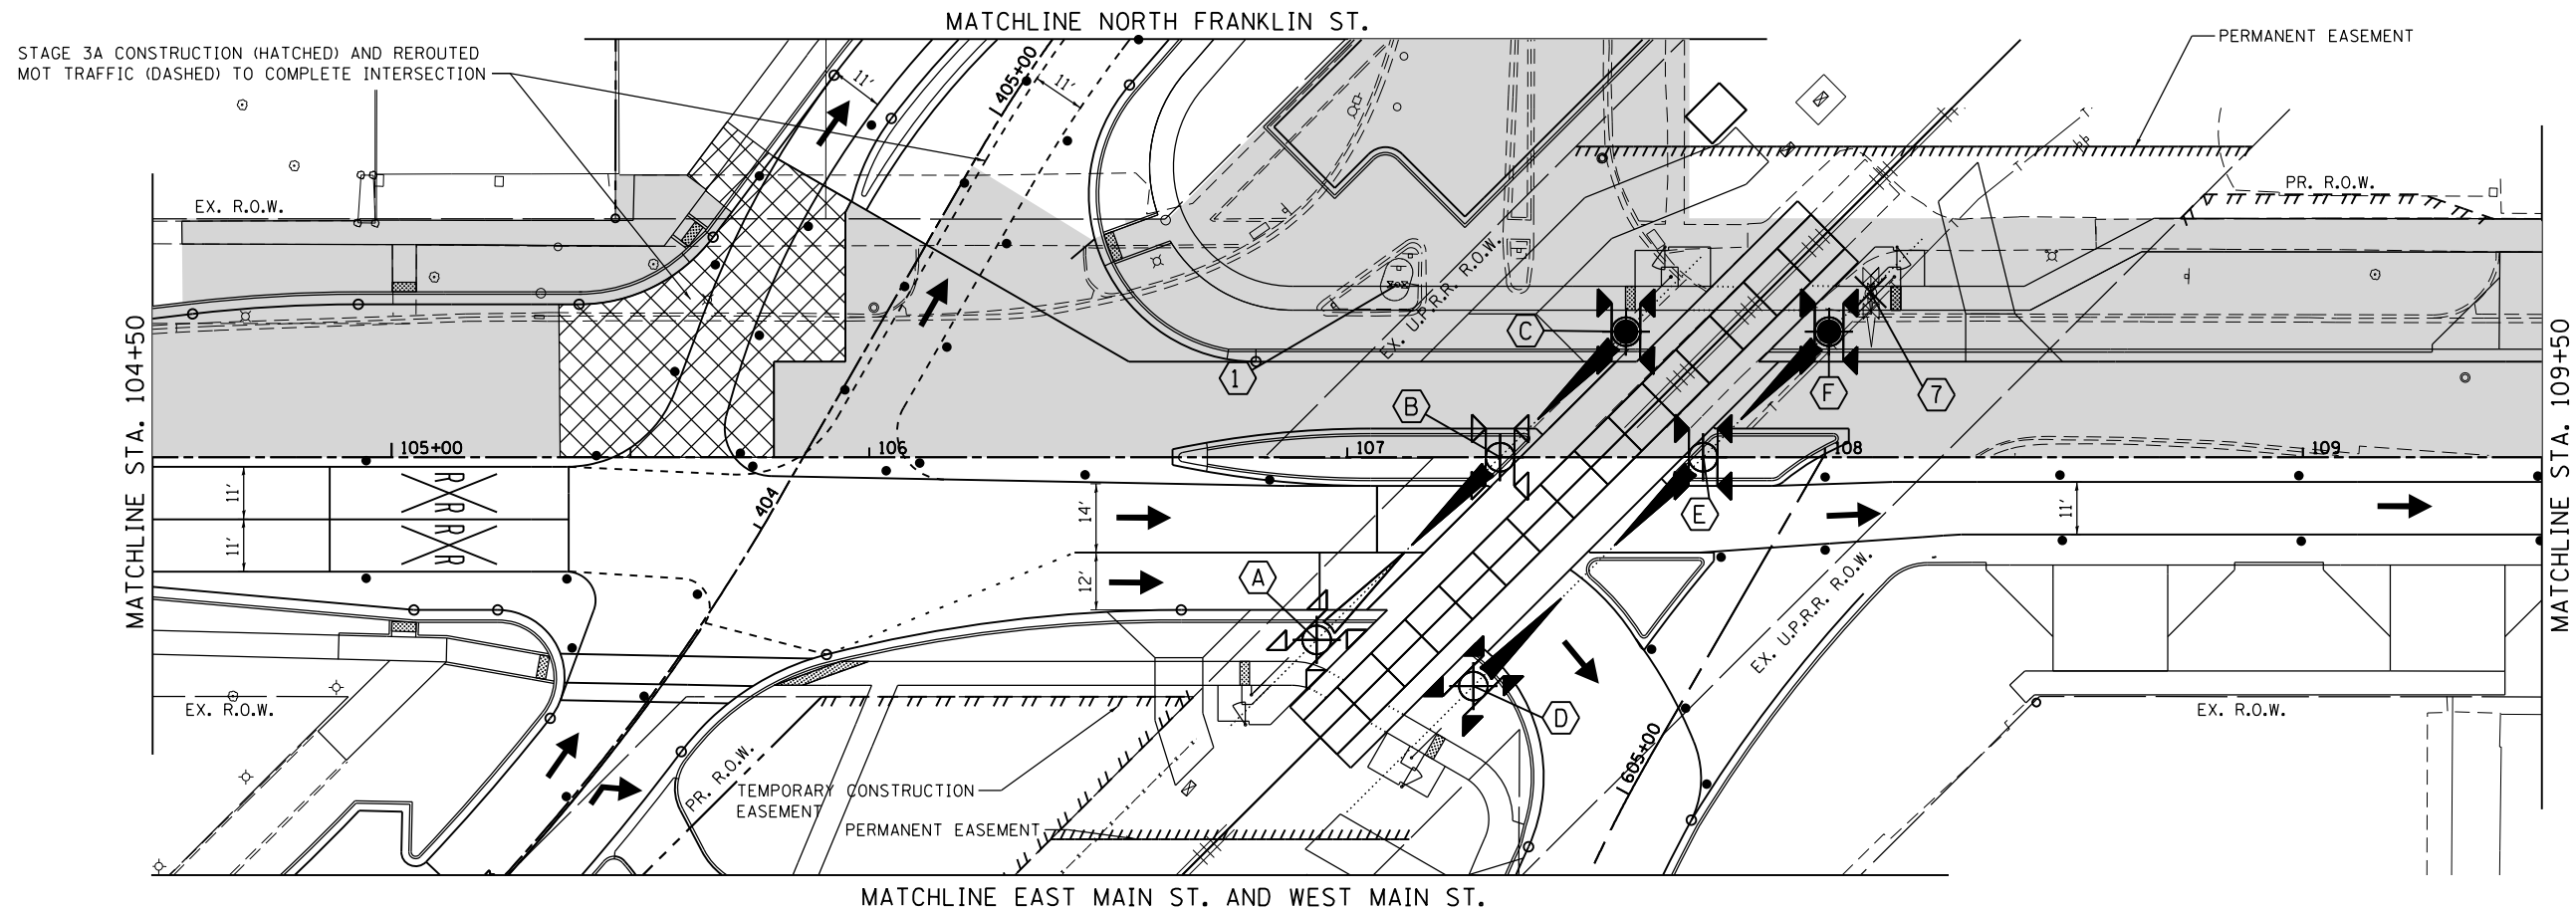 MATCHLINE NORTH FRANKLIN ST.
STAGE 3A CONSTRUCTION (HATCHED) AND REROUTED
MOT TRAFFIC (DASHED) TO COMPLETE INTERSECTION
PERMANENT EASEMENT
11'
405+00
11'
EX. R.O.W.
PR. R.O.W.
EX. U.P.R.R. R.O.W.
MATCHLINE STA. 104+50
MATCHLINE STA. 109+50
C
1
F
7
B
105+00
106
107
108
109
11'
11'
R R
R R
404
14'
12'
11'
E
A
D
EX. U.P.R.R. R.O.W.
EX. R.O.W.
EX. R.O.W.
605+00
PR. R.O.W.
TEMPORARY CONSTRUCTION
EASEMENT
PERMANENT EASEMENT
MATCHLINE EAST MAIN ST. AND WEST MAIN ST.